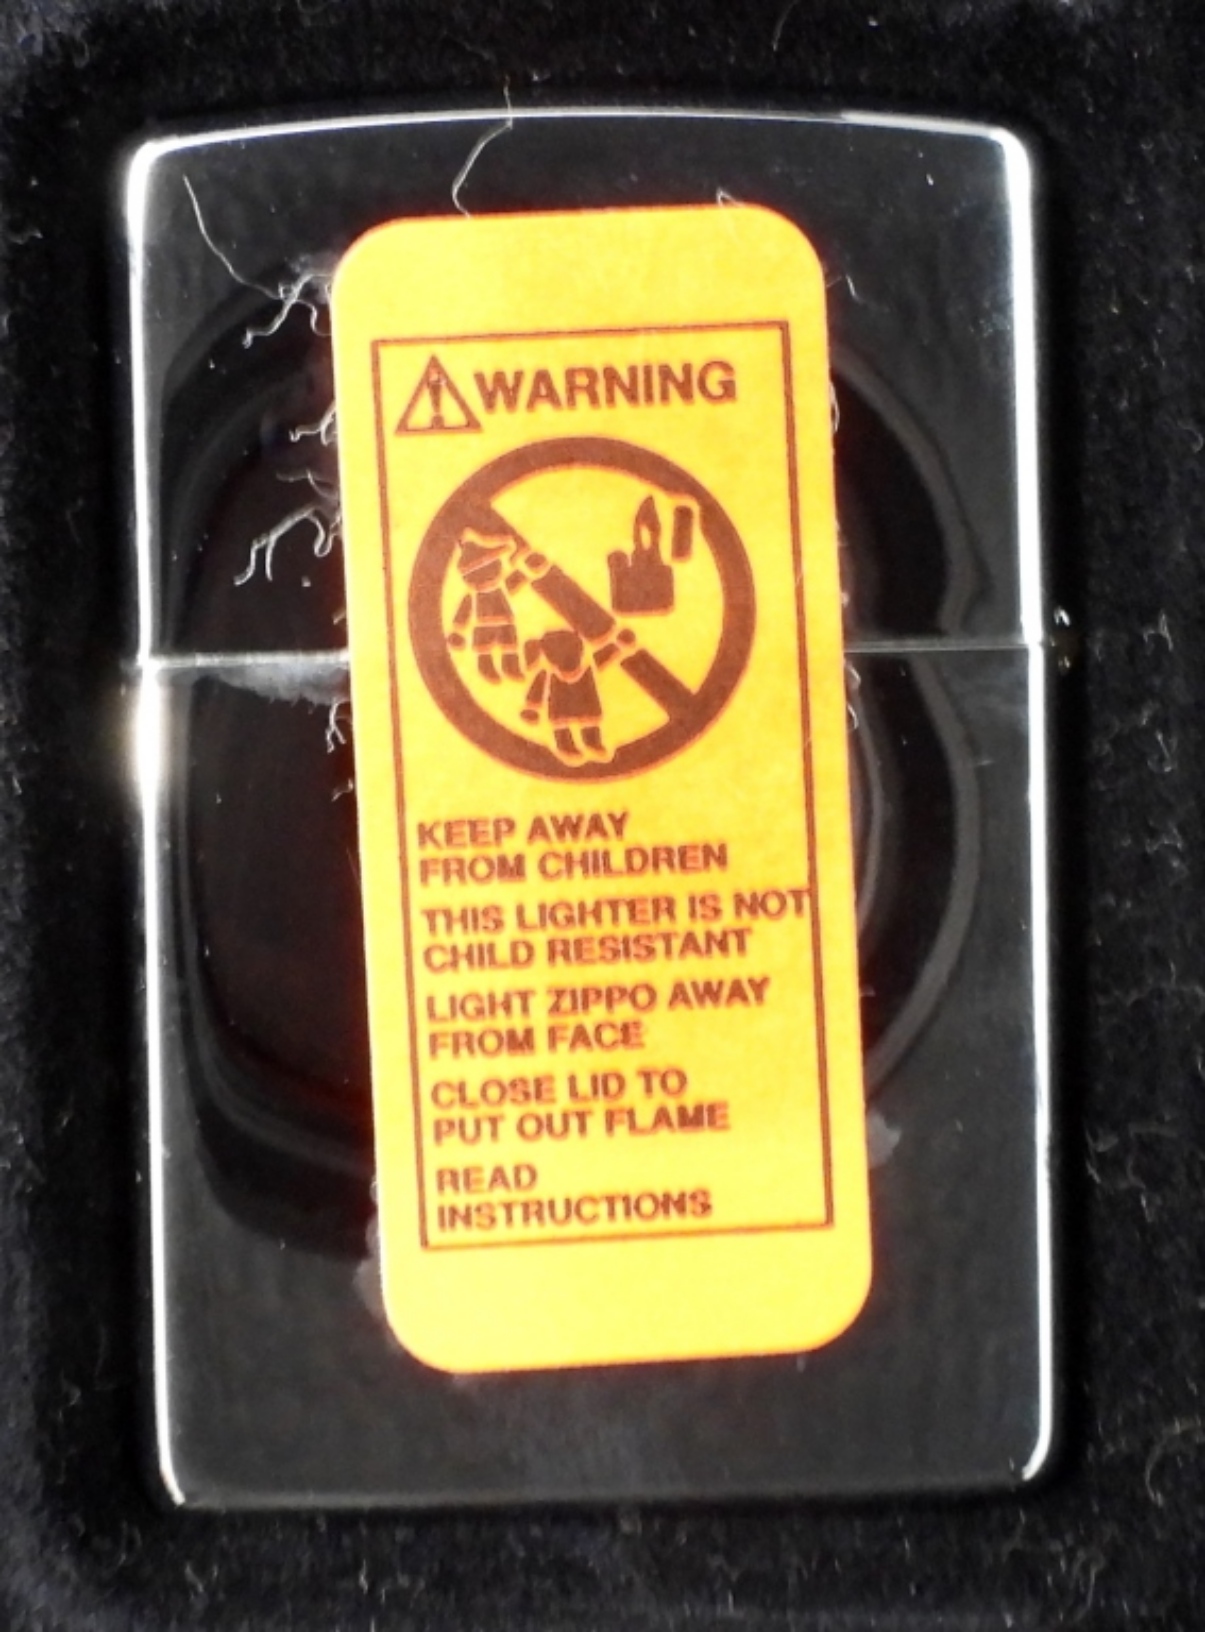 WARNING
KEEP AWAY
FROM CHILDREN
THIS LIGHTER IS NOT
CHILD RESISTANT
LIGHT ZIPPO AWAY
FROM FACE
CLOSE LID TO
PUT OUT FLAME
READ
INSTRUCTIONS